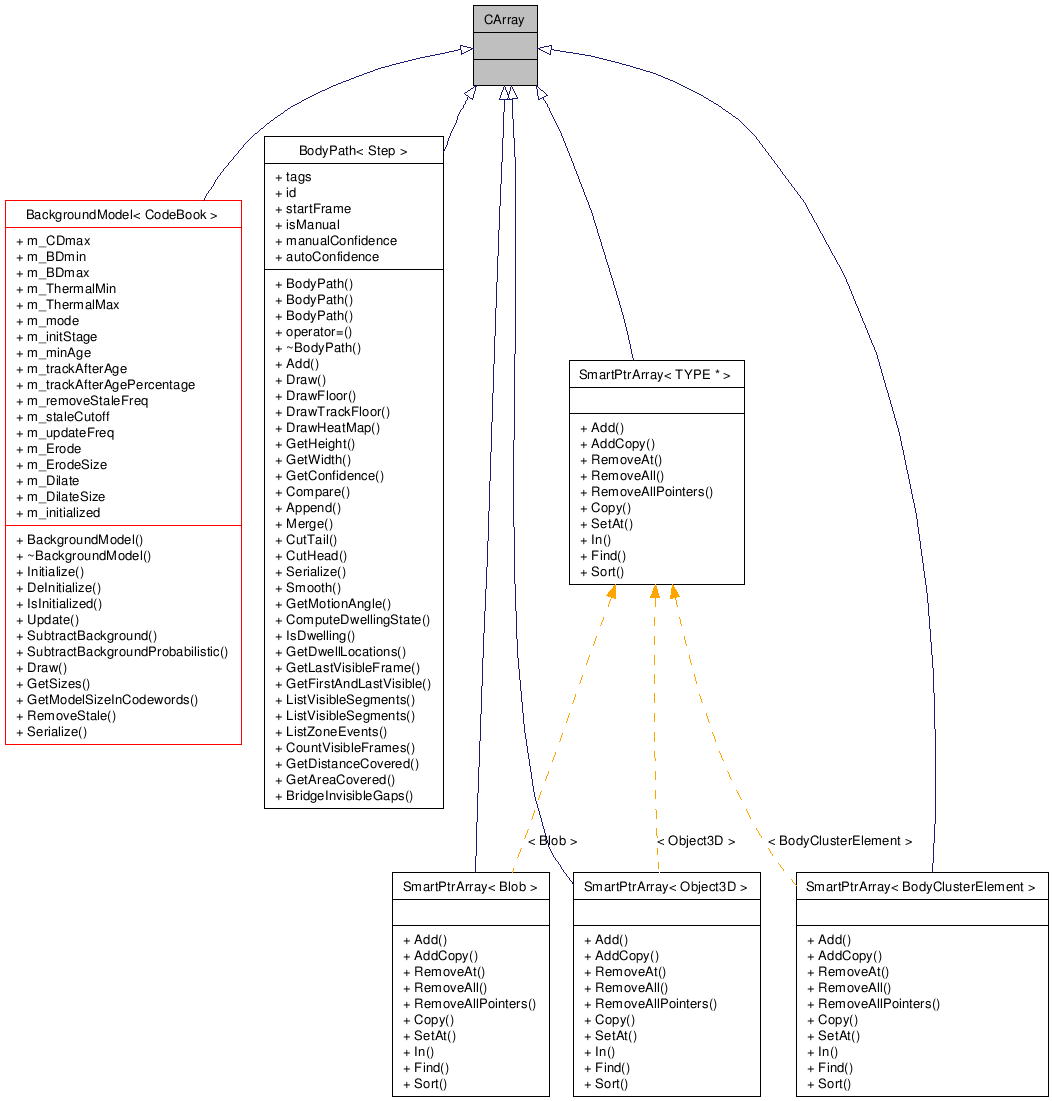 CArray
BackgroundModel< CodeBook >
+ m_CDmax
+ m_BDmin
+ m_BDmax
+ m_ThermalMin
+ m_ThermalMax
+ m_mode
+ m_initStage
+ m_minAge
+ m_trackAfterAge
+ m_trackAfterAgePercentage
+ m_removeStaleFreq
+ m_staleCutoff
+ m_updateFreq
+ m_Erode
+ m_ErodeSize
+ m_Dilate
+ m_DilateSize
+ m_initialized
+ BackgroundModel()
+ ~BackgroundModel()
+ Initialize()
+ DeInitialize()
+ IsInitialized()
+ Update()
+ SubtractBackground()
+ SubtractBackgroundProbabilistic()
+ Draw()
+ GetSizes()
+ GetModelSizeInCodewords()
+ RemoveStale()
+ Serialize()
BodyPath< Step >
+ tags
+ id
+ startFrame
+ isManual
+ manualConfidence
+ autoConfidence
+ BodyPath()
+ BodyPath()
+ BodyPath()
+ operator=()
+ ~BodyPath()
+ Add()
+ Draw()
+ DrawFloor()
+ DrawTrackFloor()
+ DrawHeatMap()
+ GetHeight()
+ GetWidth()
+ GetConfidence()
+ Compare()
+ Append()
+ Merge()
+ CutTail()
+ CutHead()
+ Serialize()
+ Smooth()
+ GetMotionAngle()
+ ComputeDwellingState()
+ IsDwelling()
+ GetDwellLocations()
+ GetLastVisibleFrame()
+ GetFirstAndLastVisible()
+ ListVisibleSegments()
+ ListVisibleSegments()
+ ListZoneEvents()
+ CountVisibleFrames()
+ GetDistanceCovered()
+ GetAreaCovered()
+ BridgeInvisibleGaps()
SmartPtrArray< TYPE * >
+ Add()
+ AddCopy()
+ RemoveAt()
+ RemoveAll()
+ RemoveAllPointers()
+ Copy()
+ SetAt()
+ In()
+ Find()
+ Sort()
< Blob >
< Object3D >
< BodyClusterElement >
SmartPtrArray< Blob >
+ Add()
+ AddCopy()
+ RemoveAt()
+ RemoveAll()
+ RemoveAllPointers()
+ Copy()
+ SetAt()
+ In()
+ Find()
+ Sort()
SmartPtrArray< Object3D >
+ Add()
+ AddCopy()
+ RemoveAt()
+ RemoveAll()
+ RemoveAllPointers()
+ Copy()
+ SetAt()
+ In()
+ Find()
+ Sort()
SmartPtrArray< BodyClusterElement >
+ Add()
+ AddCopy()
+ RemoveAt()
+ RemoveAll()
+ RemoveAllPointers()
+ Copy()
+ SetAt()
+ In()
+ Find()
+ Sort()